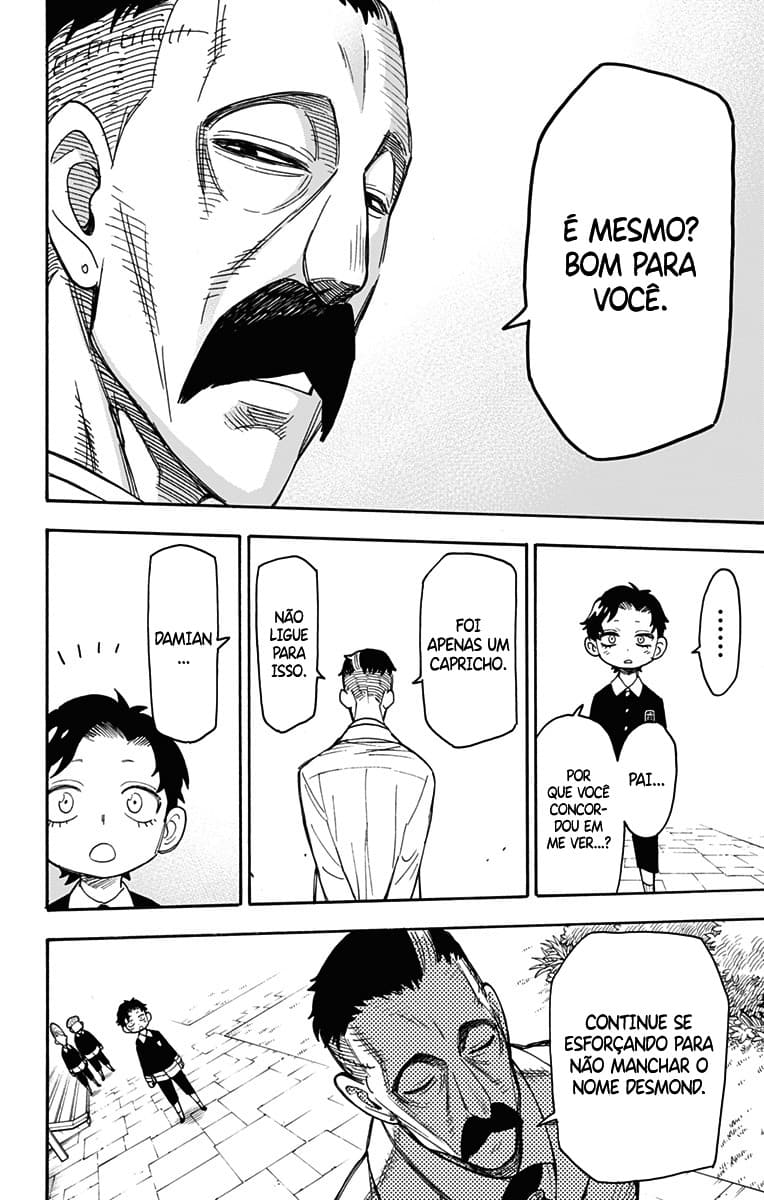 É MESMO?
BOM PARA
VOCÊ.
......
PAI...
POR
QUE VOCÊ
CONCOR-
DOU EM
ME VER...?
FOI
APENAS UM
CAPRICHO.
NÃO
LIGUE
PARA
ISSO.
DAMIAN
...
CONTINUE SE
ESFORÇANDO PARA
NÃO MANCHAR O
NOME DESMOND.